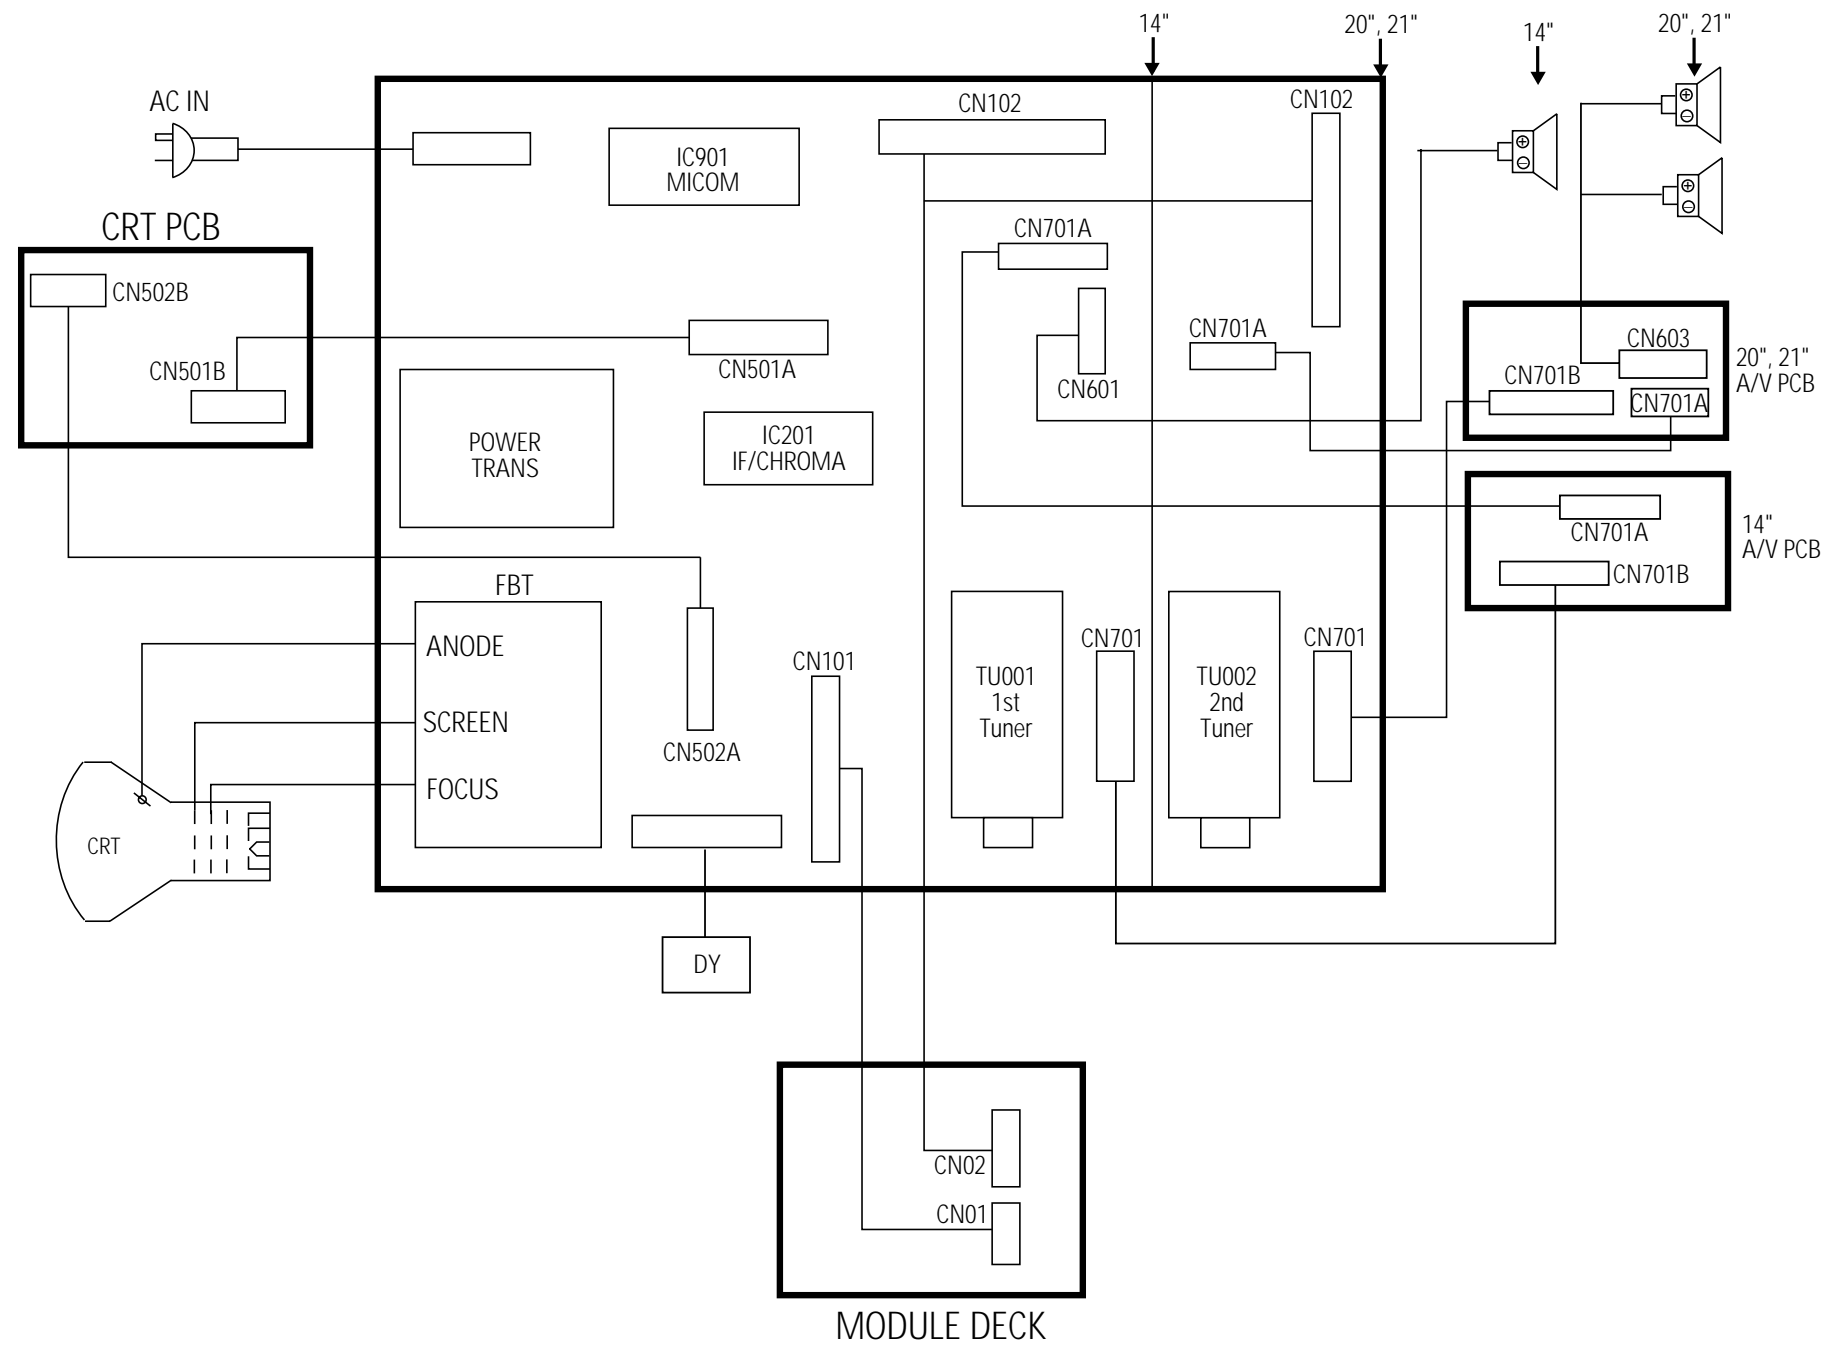 14"
20", 21"
14"
20", 21"
AC IN
CN102
CN102
IC901
MICOM
CRT PCB
CN701A
CN502B
CN701A
CN603
CN501B
CN501A
CN601
CN701B
20", 21"
A/V PCB
CN701A
POWER
TRANS
IC201
IF/CHROMA
CN701A
14"
A/V PCB
CN701B
FBT
ANODE
SCREEN
FOCUS
CN502A
CN101
TU001
1st
Tuner
CN701
TU002
2nd
Tuner
CN701
CRT
DY
CN02
CN01
MODULE DECK